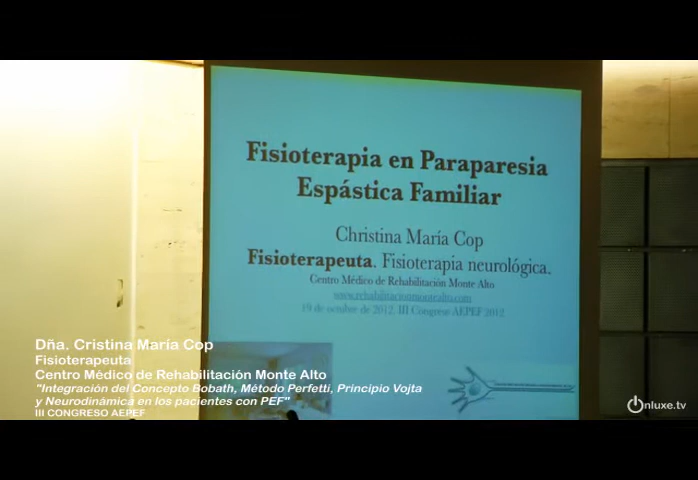 Fisioterapia en Paraparesia
Espástica Familiar
Christina María Cop
Fisioterapeuta. Fisioterapia neurológica.
Centro Médico de Rehabilitación Monte Alto
www.rehabilitacionmontealto.com
19 de octubre de 2012. III Congreso AEPEF 2012
Dña. Cristina María Cop
Fisioterapeuta
Centro Médico de Rehabilitación Monte Alto
"Integración del Concepto Bobath, Método Perfetti, Principio Vojta
y Neurodinámica en los pacientes con PEF"
III CONGRESO AEPEF
onluxe.tv